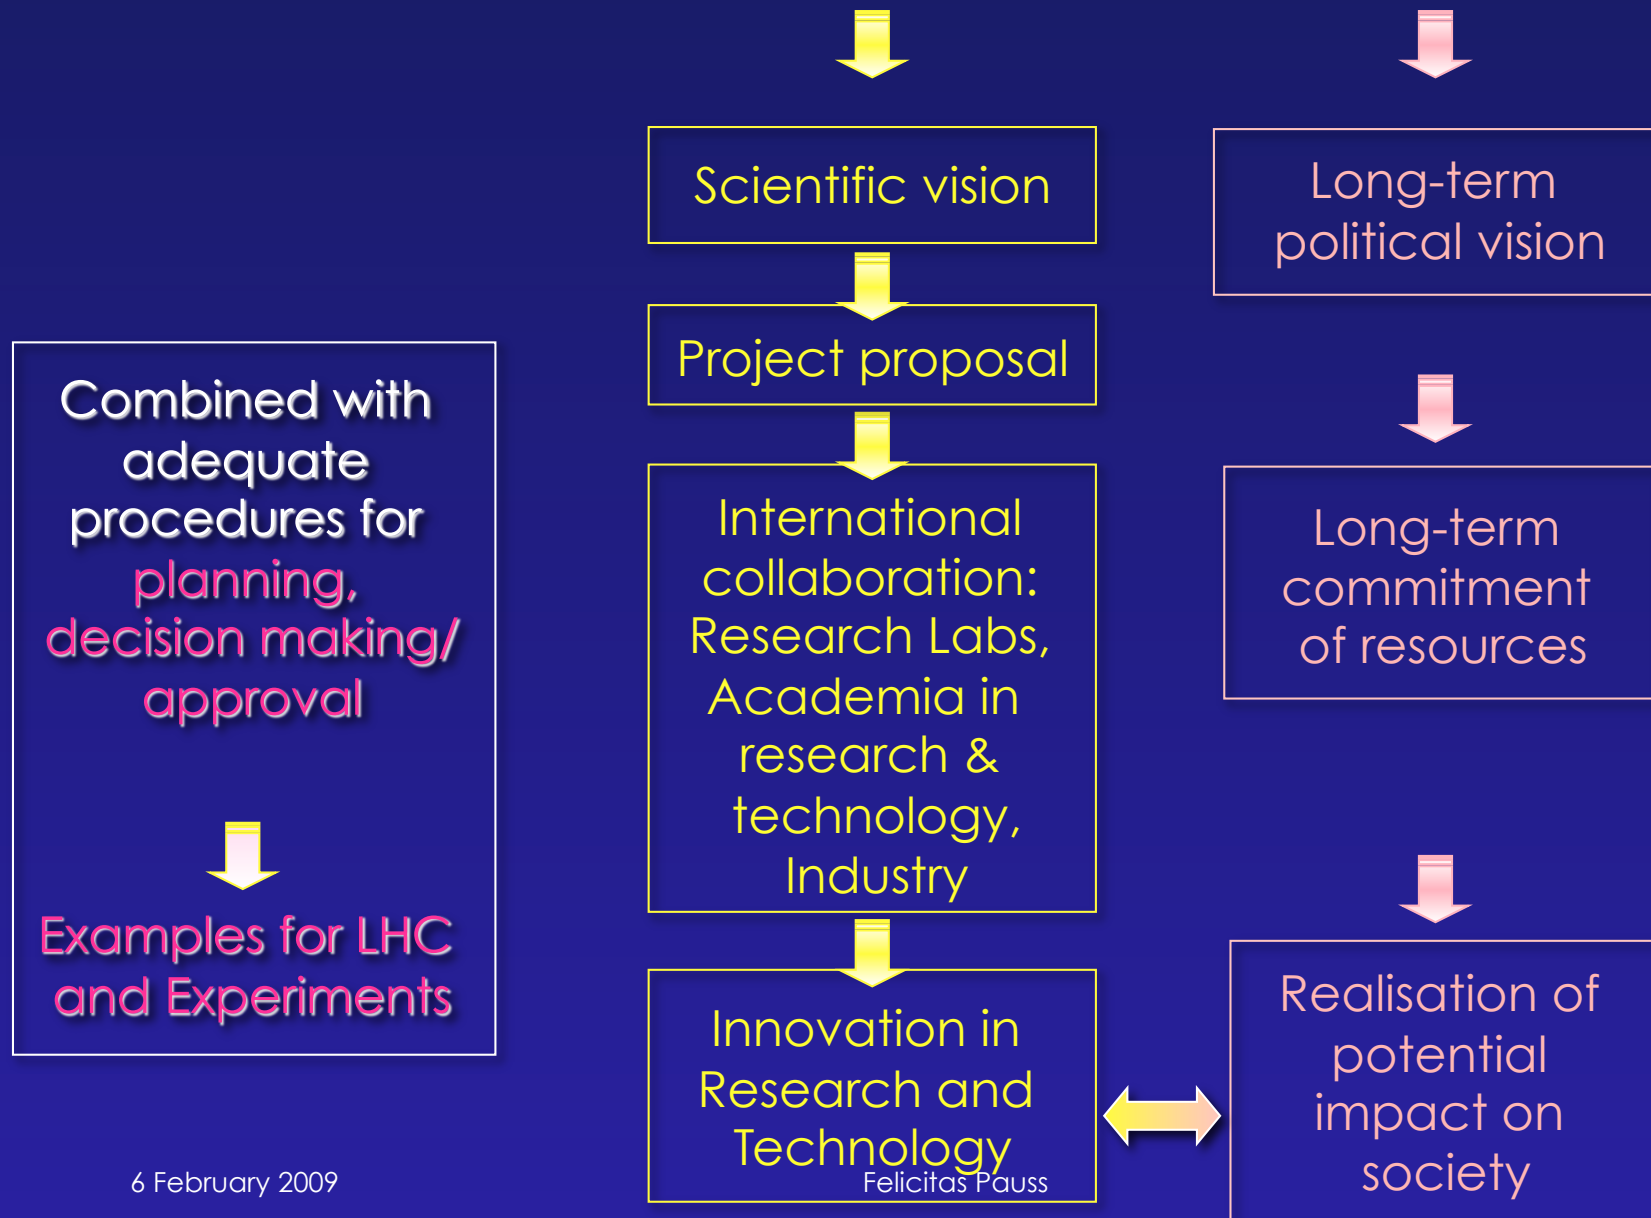 Combined with
adequate
procedures for
planning,
decision making/
approval
Examples for LHC
and Experiments
Scientific vision
Project proposal
International
collaboration:
Research Labs,
Academia in
research &
technology,
Industry
Innovation in
Research and
Technology
Long-term
political vision
Long-term
commitment
of resources
Realisation of
potential
impact on
society
6 February 2009
Felicitas Pauss